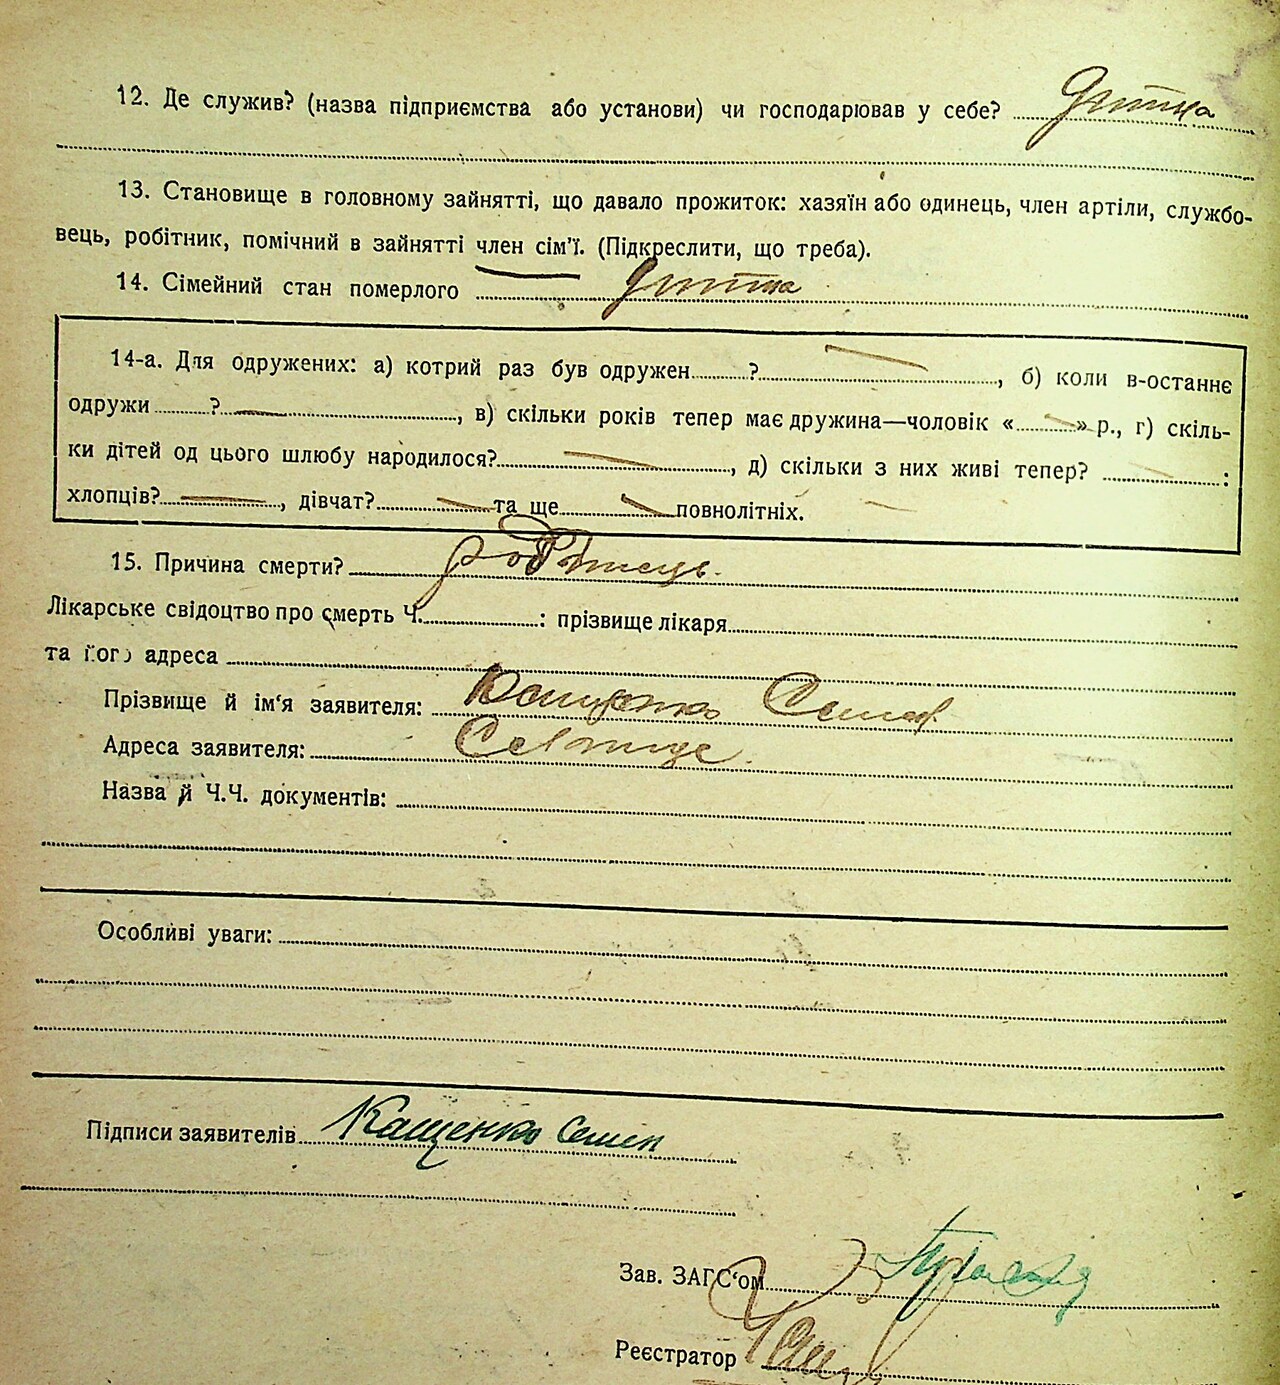 12. Де служив? (назва підприємства або установи) чи господарював у себе? дитина
13. Становище в головному зайнятті, що давало прожиток: хазяїн або одинець, член артіли, службо-
вець, робітник, помічний в зайнятті член сім'ї. (Підкреслити, що треба).
14. Сімейний стан померлого дитина
14-а. Для одружених: а) котрий раз був одружен ? , б) коли в-останнє
одружи ? , в) скільки років тепер має дружина—чоловік « » р., г) скіль-
ки дітей од цього шлюбу народилося? , д) скільки з них живі тепер? :
хлопців? , дівчат? та ще повнолітніх.
15. Причина смерти? родімець.
Лікарське свідоцтво про смерть Ч. : прізвище лікаря
та його адреса
Прізвище й ім‘я заявителя: Кащенко Семен
Адреса заявителя:
Назва й Ч.Ч. документів:
Особливі уваги:
Підписи заявителів Кащенко Семен
Зав. ЗАГС‘ом
Реєстратор